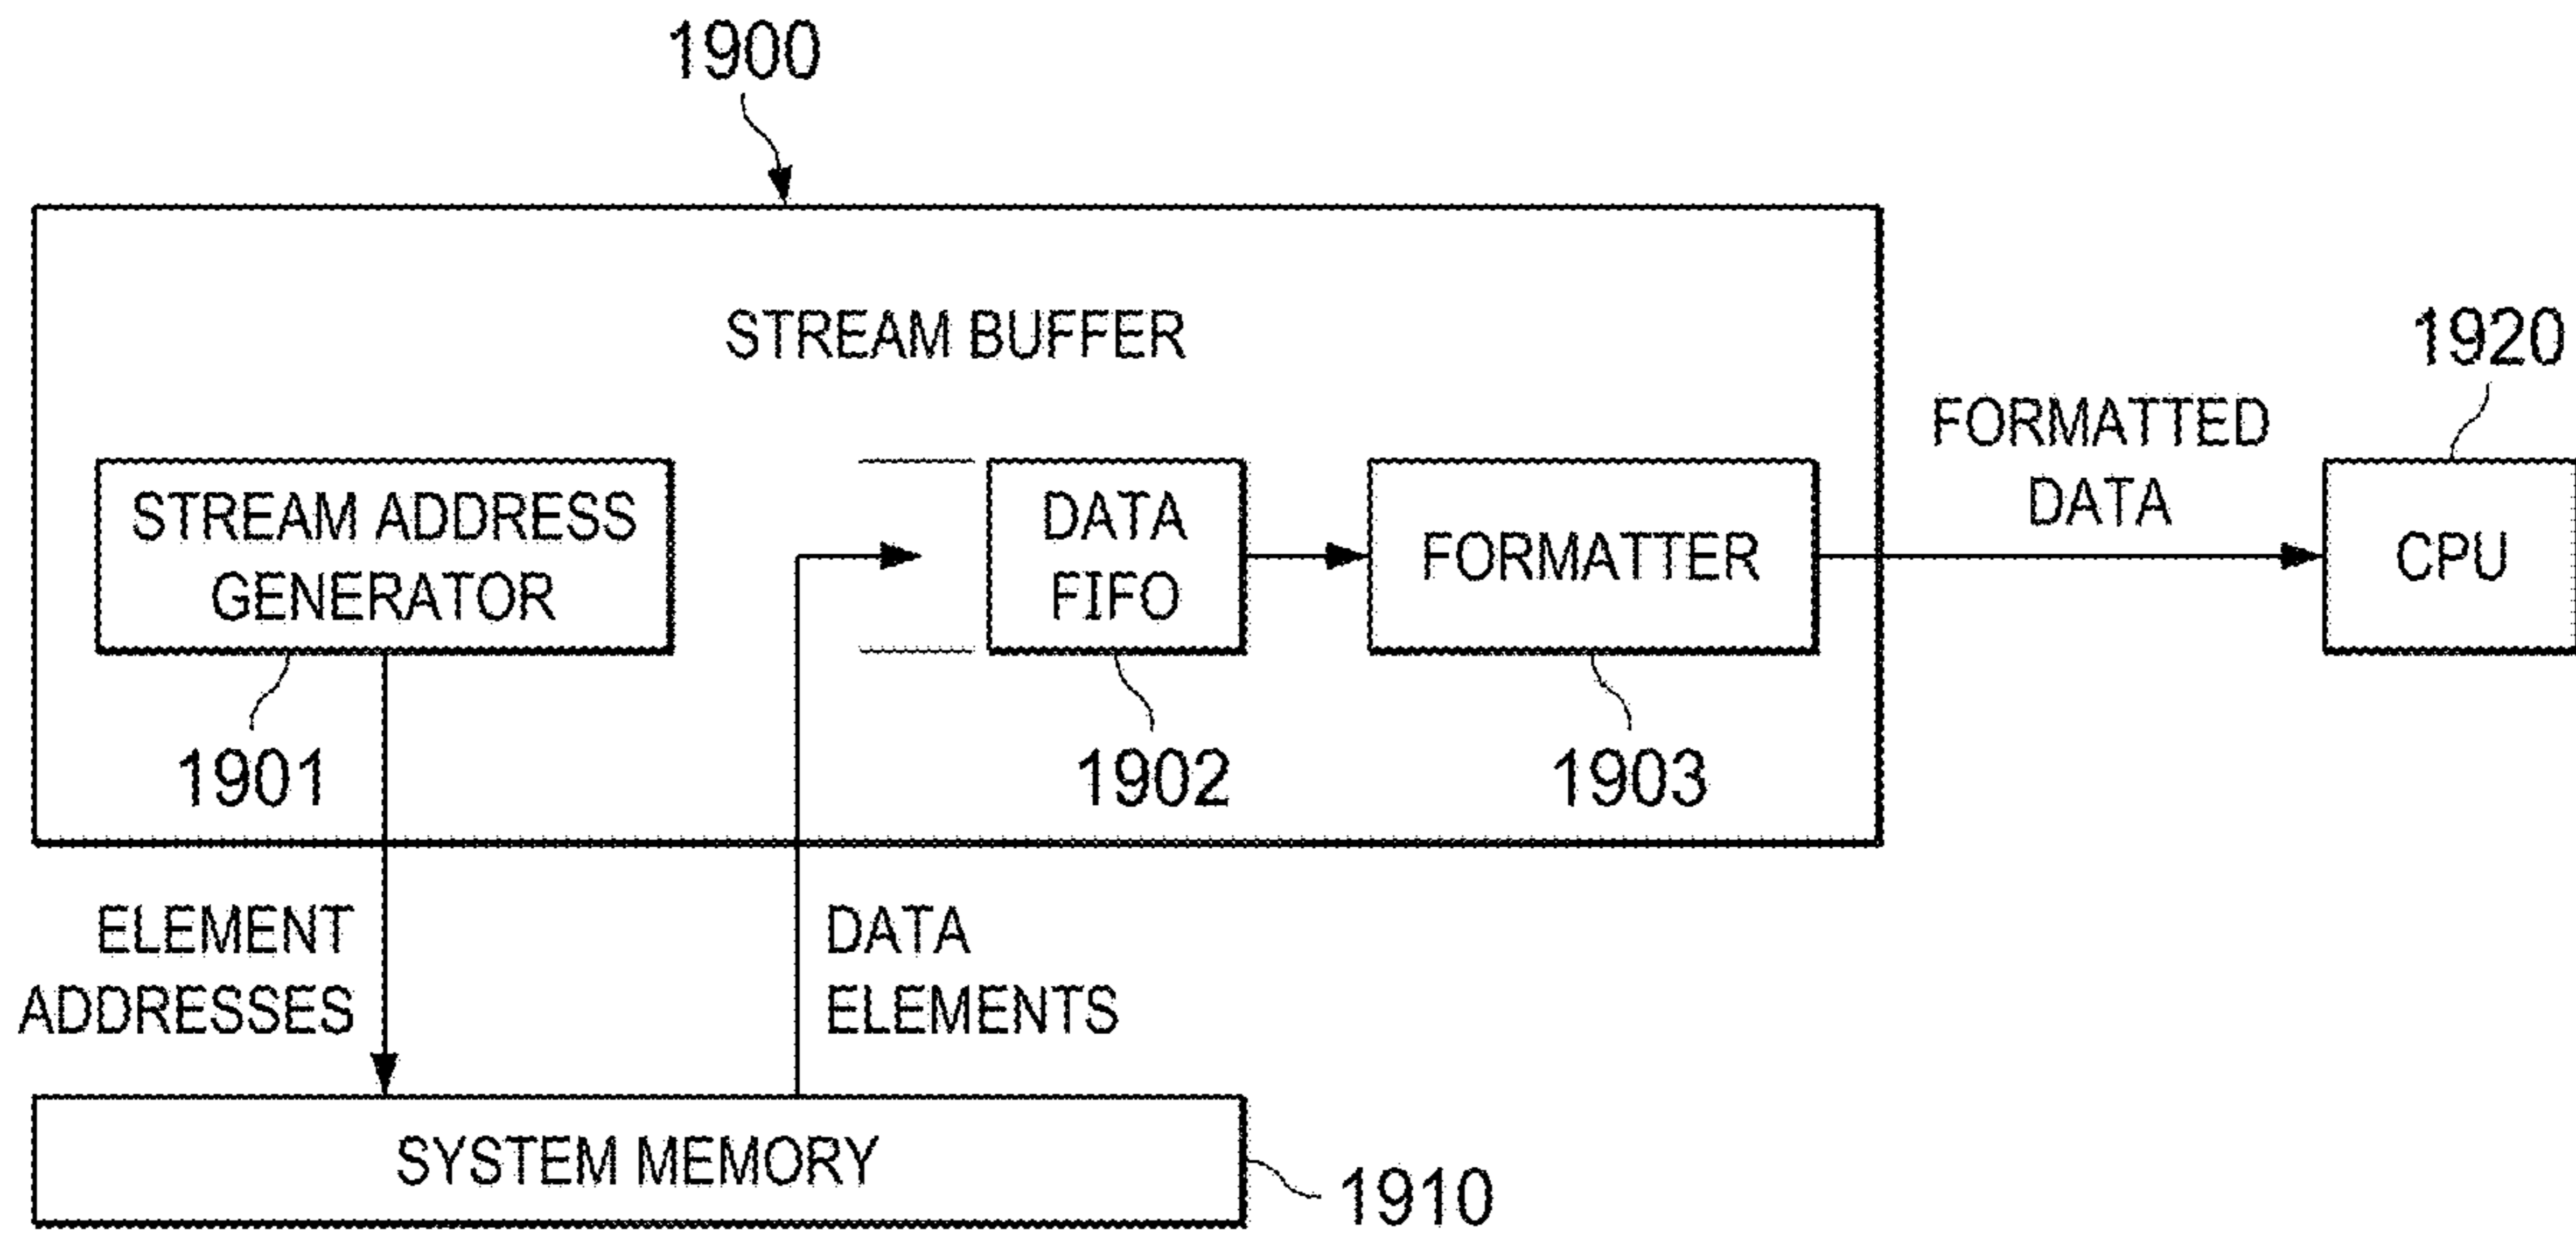 1900
STREAM BUFFER
1920
FORMATTED
DATA
STREAM ADDRESS
GENERATOR
DATA
FIFO
FORMATTER
CPU
1901
1902
1903
ELEMENT
ADDRESSES
DATA
ELEMENTS
SYSTEM MEMORY
1910